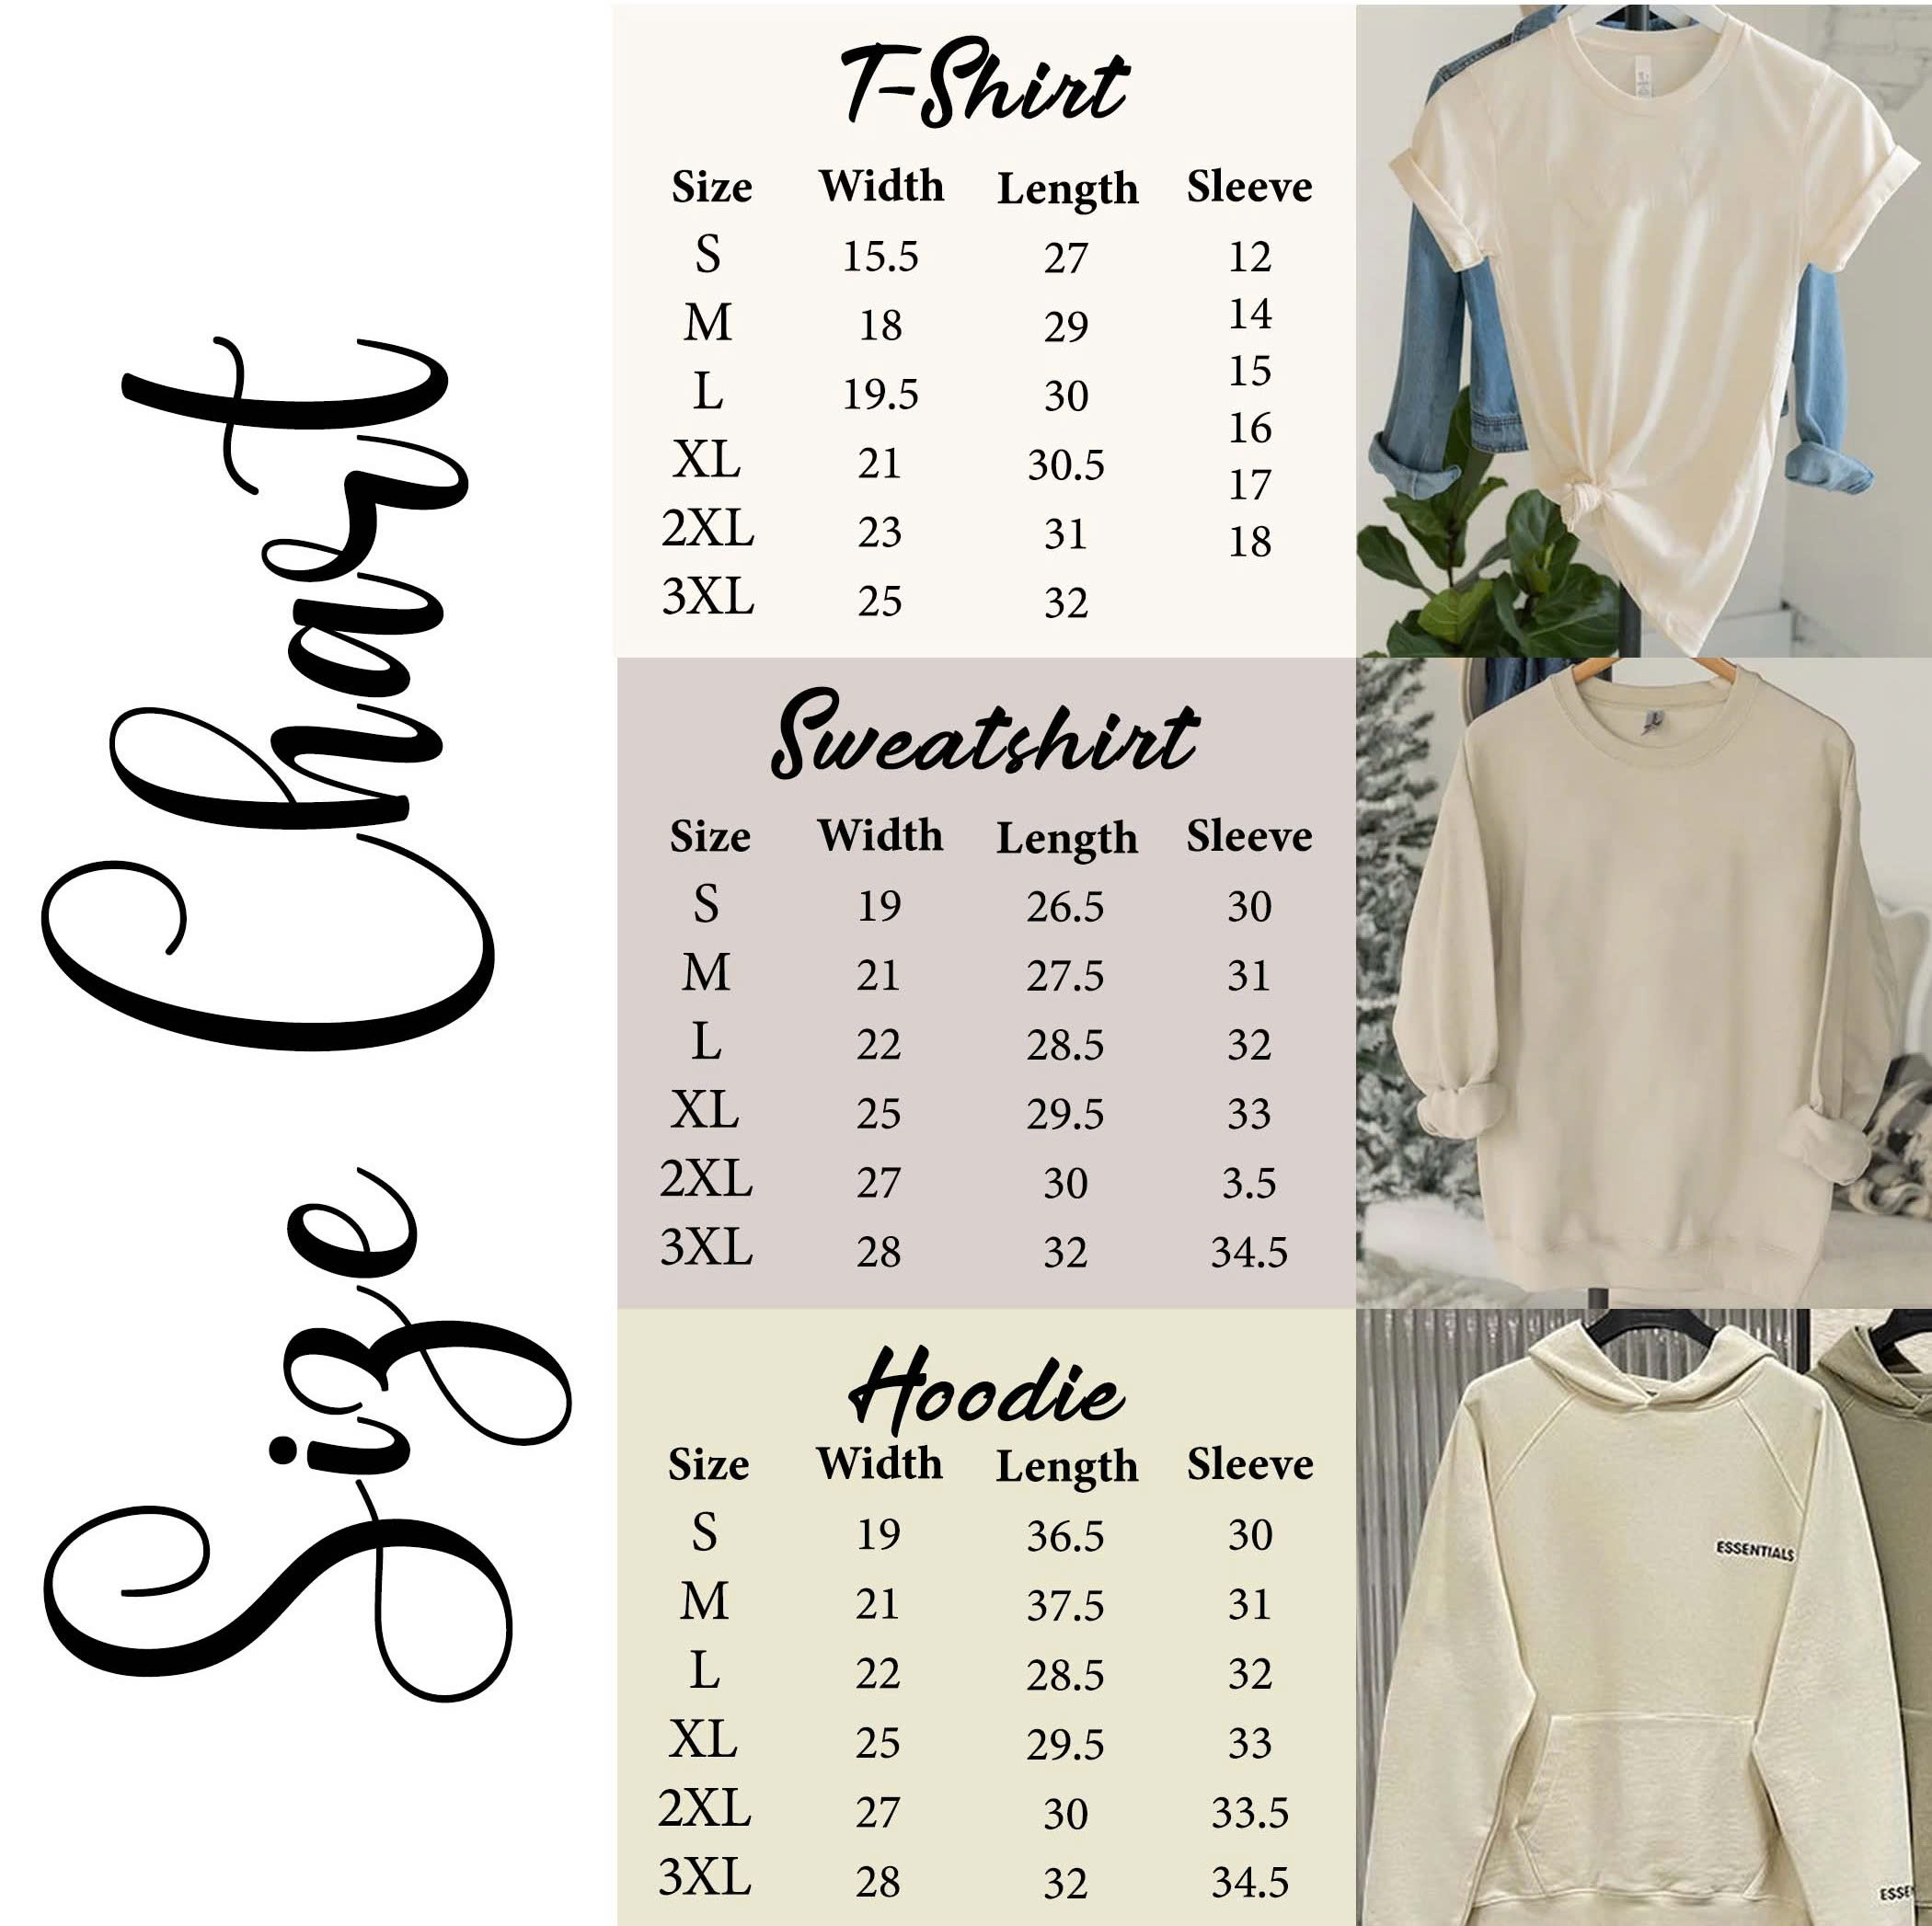 Size Chart
T-Shirt
Size Width Length Sleeve
S 15.5 27 12
M 18 29 14
L 19.5 30 15
XL 21 30.5 16
2XL 23 31 17
3XL 25 32 18
Sweatshirt
Size Width Length Sleeve
S 19 26.5 30
M 21 27.5 31
L 22 28.5 32
XL 25 29.5 33
2XL 27 30 3.5
3XL 28 32 34.5
Hoodie
Size Width Length Sleeve
S 19 36.5 30
M 21 37.5 31
L 22 28.5 32
XL 25 29.5 33
2XL 27 30 33.5
3XL 28 32 34.5
ESSENTIALS
ESSE